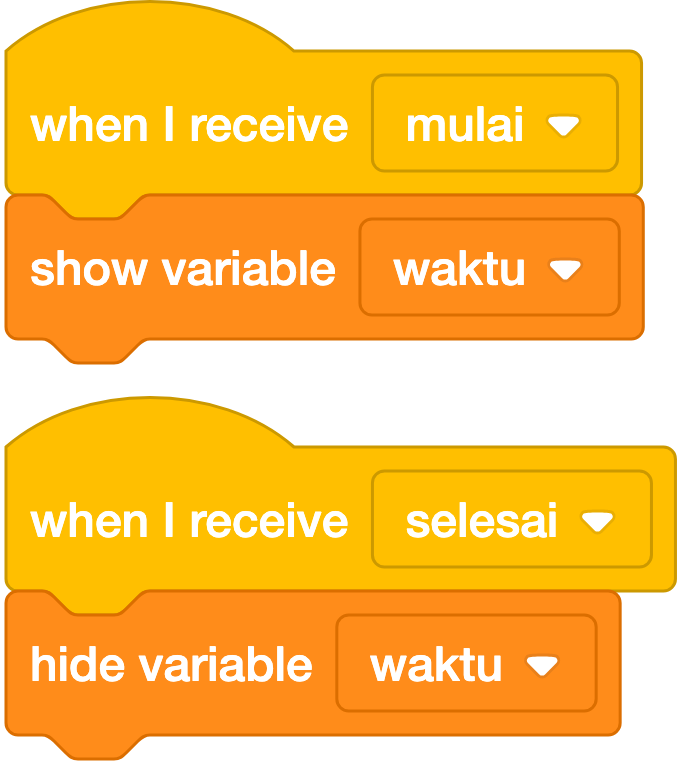 when I receive mulai
show variable waktu
when I receive selesai
hide variable waktu